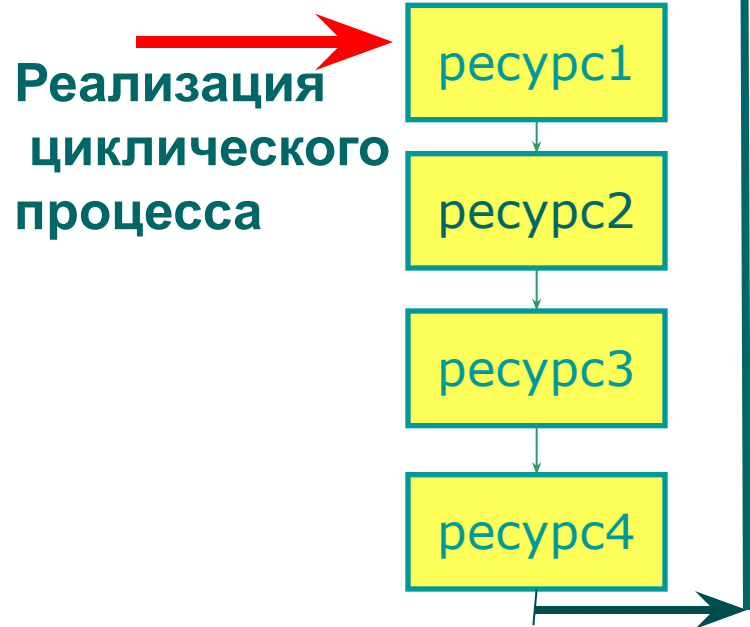 Реализация
циклического
процесса
ресурс1
ресурс2
ресурс3
ресурс4